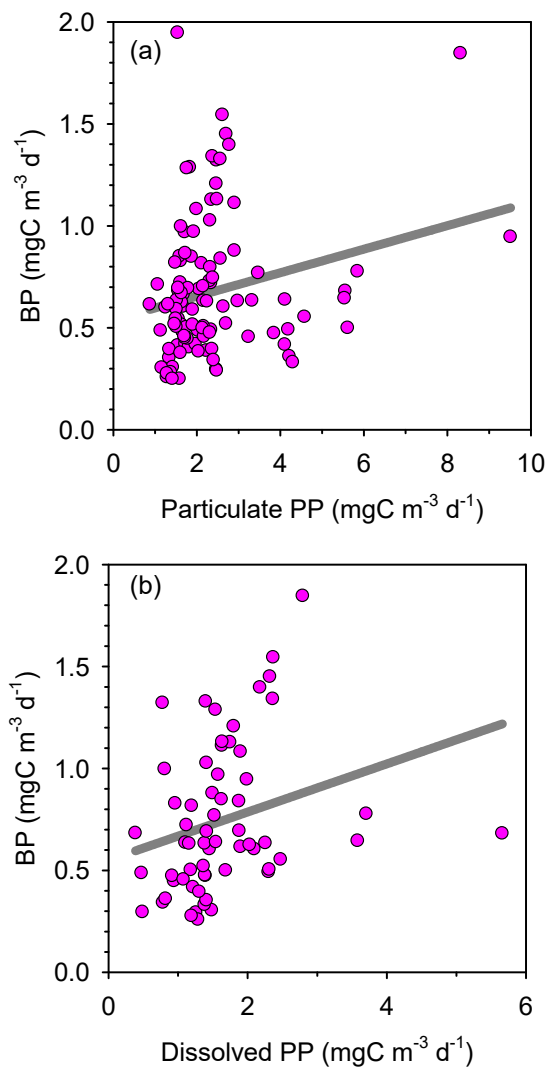 2.0
(a)
1.5
1.0
0.5
0.0
BP (mgC m⁻³ d⁻¹)
0 2 4 6 8 10
Particulate PP (mgC m⁻³ d⁻¹)
2.0
(b)
1.5
1.0
0.5
0.0
BP (mgC m⁻³ d⁻¹)
0 2 4 6
Dissolved PP (mgC m⁻³ d⁻¹)